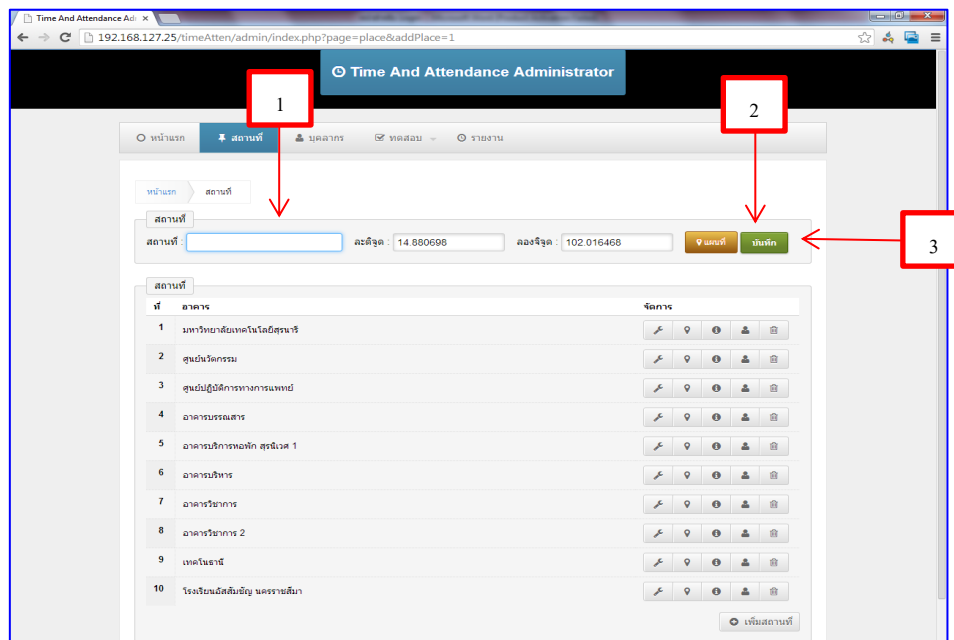 Time And Attendance Adi
192.168.127.25/timeAtten/admin/index.php?page=place&addPlace=1
Time And Attendance Administrator
1
2
หน้าแรก สถานที่ บุคลากร ทดสอบ รายงาน
หน้าแรก สถานที่
สถานที่
สถานที่ : ละติจูด : 14.880698 ลองจิจูด : 102.016468 แผนที่ บันทึก
3
สถานที่
ที่ อาคาร จัดการ
1 มหาวิทยาลัยเทคโนโลยีสุรนารี
2 ศูนย์นวัตกรรม
3 ศูนย์ปฏิบัติการทางการแพทย์
4 อาคารบรรณสาร
5 อาคารบริการหอพัก สุรนิเวศ 1
6 อาคารบริหาร
7 อาคารวิชาการ
8 อาคารวิชาการ 2
9 เทคโนธานี
10 โรงเรียนอัสสัมชัญ นครราชสีมา
เพิ่มสถานที่